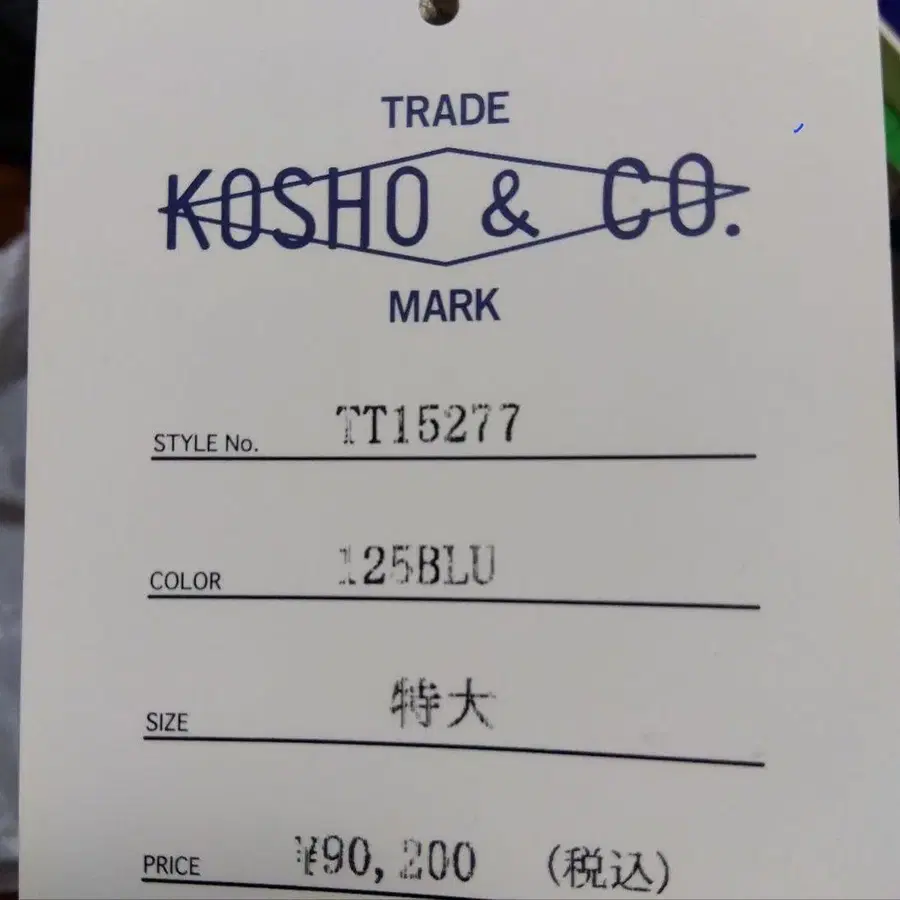 TRADE
KOSHO & CO.
MARK
STYLE No. TT15277
COLOR 125BLU
SIZE 特大
PRICE ¥90,200 (税込)